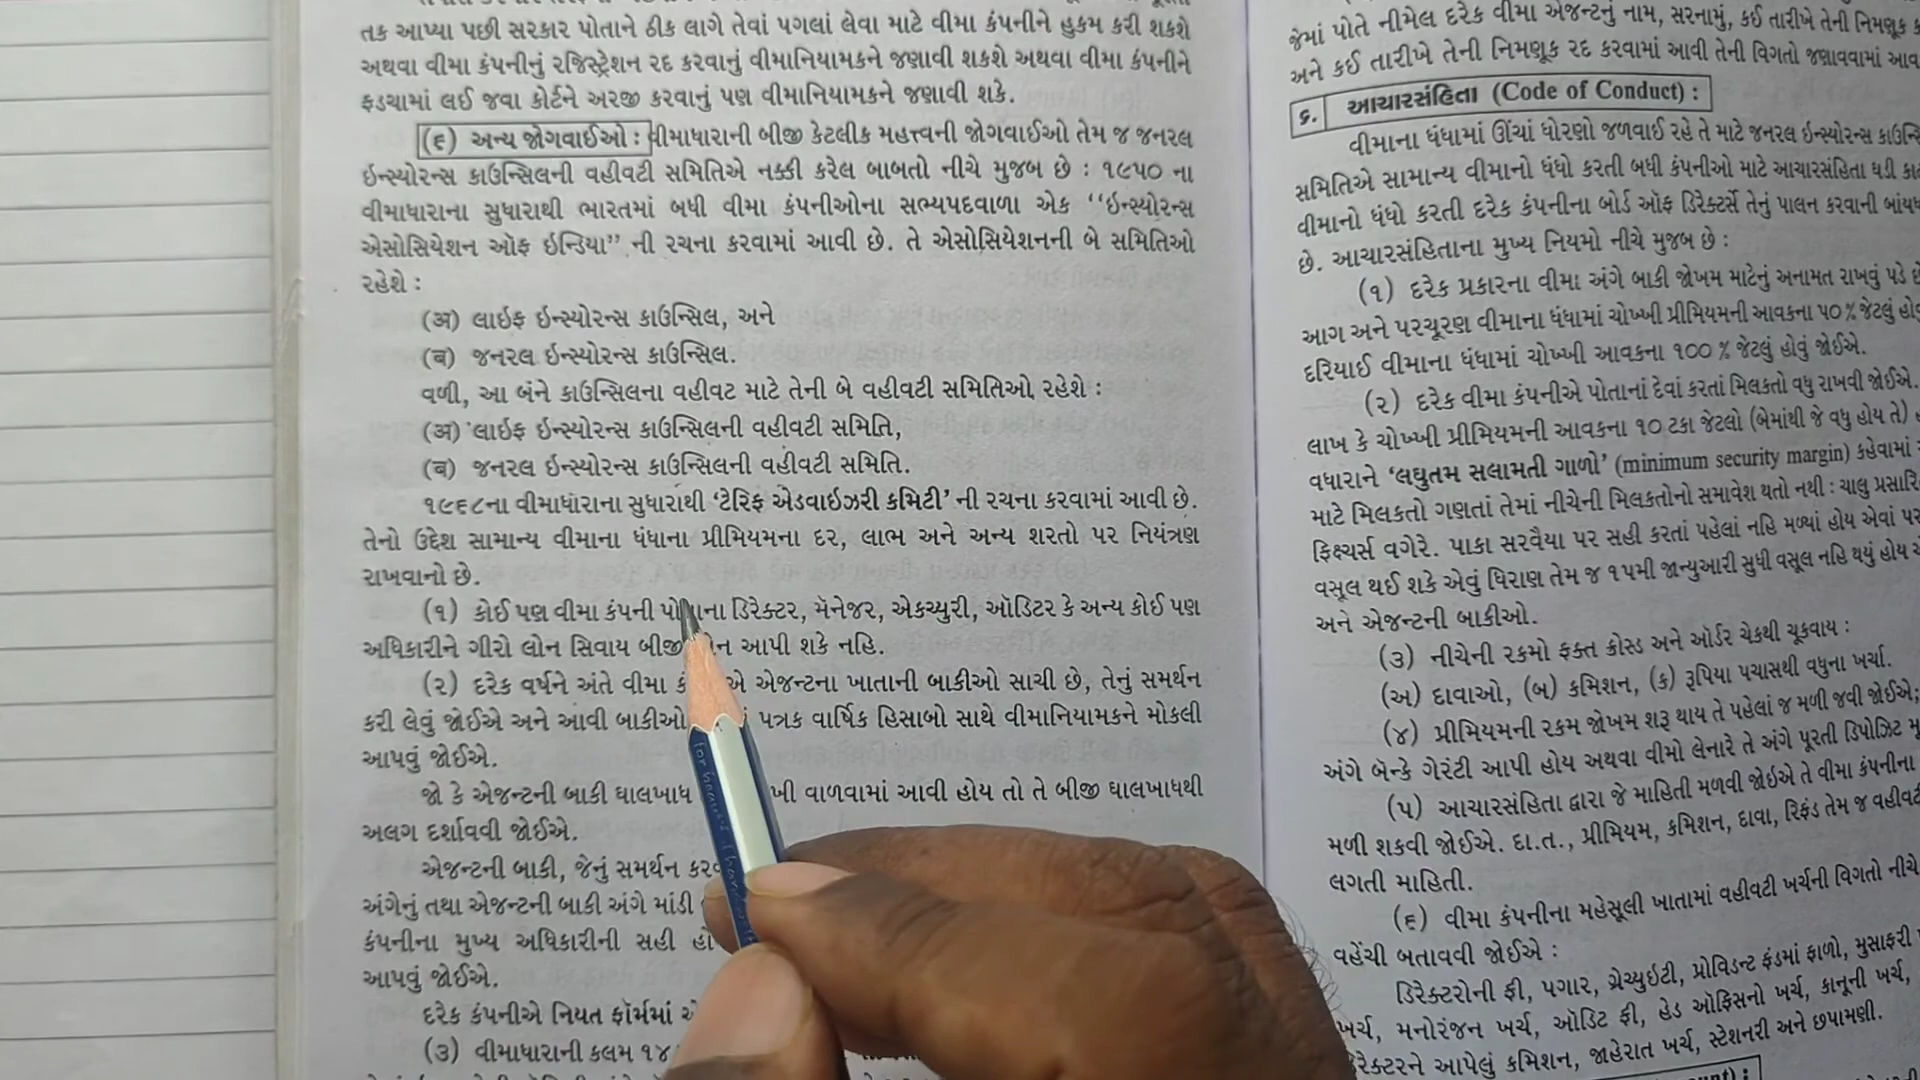 તક આપ્યા પછી સરકાર પોતાને ઠીક લાગે તેવાં પગલાં લેવા માટે વીમા કંપનીને હુકમ કરી શકશે
અથવા વીમા કંપનીનું રજિસ્ટ્રેશન રદ કરવાનું વીમાનિયામકને જણાવી શકશે અથવા વીમા કંપનીને
ફડચામાં લઈ જવા કોર્ટને અરજી કરવાનું પણ વીમાનિયામકને જણાવી શકે.
(૬) અન્ય જોગવાઈઓ : વીમાધારાની બીજી કેટલીક મહત્ત્વની જોગવાઈઓ તેમ જ જનરલ
ઇન્સ્યોરન્સ કાઉન્સિલની વહીવટી સમિતિએ નક્કી કરેલ બાબતો નીચે મુજબ છે : ૧૯૫૦ ના
વીમાધારાના સુધારાથી ભારતમાં બધી વીમા કંપનીઓના સભ્યપદવાળા એક ‘‘ઇન્સ્યોરન્સ
એસોસિયેશન ઑફ ઇન્ડિયા’’ ની રચના કરવામાં આવી છે. તે એસોસિયેશનની બે સમિતિઓ
રહેશે :
(અ) લાઇફ ઇન્સ્યોરન્સ કાઉન્સિલ, અને
(બ) જનરલ ઇન્સ્યોરન્સ કાઉન્સિલ.
વળી, આ બંને કાઉન્સિલના વહીવટ માટે તેની બે વહીવટી સમિતિઓ રહેશે :
(અ) લાઇફ ઇન્સ્યોરન્સ કાઉન્સિલની વહીવટી સમિતિ,
(બ) જનરલ ઇન્સ્યોરન્સ કાઉન્સિલની વહીવટી સમિતિ.
૧૯૬૮ના વીમાધારાના સુધારાથી ‘ટેરિફ એડવાઇઝરી કમિટી’ ની રચના કરવામાં આવી છે.
તેનો ઉદ્દેશ સામાન્ય વીમાના ધંધાના પ્રીમિયમના દર, લાભ અને અન્ય શરતો પર નિયંત્રણ
રાખવાનો છે.
(૧) કોઈ પણ વીમા કંપની પોતાના ડિરેક્ટર, મૅનેજર, એકચ્યુરી, ઑડિટર કે અન્ય કોઈ પણ
અધિકારીને ગીરો લોન સિવાય બીજી લોન આપી શકે નહિ.
(૨) દરેક વર્ષને અંતે વીમા એજન્ટના ખાતાની બાકીઓ સાચી છે, તેનું સમર્થન
કરી લેવું જોઈએ અને આવી બાકીઓ પત્રક વાર્ષિક હિસાબો સાથે વીમાનિયામકને મોકલી
આપવું જોઈએ.
જો કે એજન્ટની બાકી ઘાલખાધ વાળવામાં આવી હોય તો તે બીજી ઘાલખાધથી
અલગ દર્શાવવી જોઈએ.
એજન્ટની બાકી, જેનું સમર્થન
અંગેનું તથા એજન્ટની બાકી અંગે માંડી
કંપનીના મુખ્ય અધિકારીની સહી
આપવું જોઈએ.
દરેક કંપનીએ નિયત ફૉર્મમાં
(૩) વીમાધારાની કલમ
જેમાં પોતે નીમેલ દરેક વીમા એજન્ટનું નામ, સરનામું, કઈ તારીખે તેની નિમણૂક
અને કઈ તારીખે તેની નિમણૂક રદ કરવામાં આવી તેની વિગતો જણાવવામાં
૬. આચારસંહિતા (Code of Conduct) :
વીમાના ધંધામાં ઊંચાં ધોરણો જળવાઈ રહે તે માટે જનરલ ઇન્સ્યોરન્સ
સમિતિએ સામાન્ય વીમાનો ધંધો કરતી બધી કંપનીઓ માટે આચારસંહિતા ઘડી
વીમાનો ધંધો કરતી દરેક કંપનીના બોર્ડ ઑફ ડિરેક્ટર્સે તેનું પાલન કરવાની
છે. આચારસંહિતાના મુખ્ય નિયમો નીચે મુજબ છે :
(૧) દરેક પ્રકારના વીમા અંગે બાકી જોખમ માટેનું અનામત રાખવું પડે
આગ અને પરચૂરણ વીમાના ધંધામાં ચોખ્ખી પ્રીમિયમની આવકના ૫૦% જેટલું
દરિયાઈ વીમાના ધંધામાં ચોખ્ખી આવકના ૧૦૦ % જેટલું હોવું જોઈએ.
(૨) દરેક વીમા કંપનીએ પોતાનાં દેવાં કરતાં મિલકતો વધુ રાખવી જોઈએ.
લાખ કે ચોખ્ખી પ્રીમિયમની આવકના ૧૦ ટકા જેટલો (બેમાંથી જે વધુ હોય તે)
વધારાને ‘લઘુતમ સલામતી ગાળો’ (minimum security margin) કહેવામાં
માટે મિલકતો ગણતાં તેમાં નીચેની મિલકતોનો સમાવેશ થતો નથી : ચાલુ
ફિક્ચર્સ વગેરે. પાકા સરવૈયા પર સહી કરતાં પહેલાં નહિ મળ્યાં હોય એવાં
વસૂલ થઈ શકે એવું ધિરાણ તેમ જ ૧૫મી જાન્યુઆરી સુધી વસૂલ નહિ થયું હોય
અને એજન્ટની બાકીઓ.
(૩) નીચેની રકમો ફક્ત ક્રોસ્ડ અને ઑર્ડર ચેકથી ચૂકવાય :
(અ) દાવાઓ, (બ) કમિશન, (ક) રૂપિયા પચાસથી વધુના ખર્ચા.
(૪) પ્રીમિયમની રકમ જોખમ શરૂ થાય તે પહેલાં જ મળી જવી જોઈએ;
અંગે બૅન્કે ગેરંટી આપી હોય અથવા વીમો લેનારે તે અંગે પૂરતી ડિપોઝિટ
(૫) આચારસંહિતા દ્વારા જે માહિતી મળવી જોઈએ તે વીમા કંપનીના
મળી શકવી જોઈએ. દા.ત., પ્રીમિયમ, કમિશન, દાવા, રિફંડ તેમ જ
લગતી માહિતી.
(૬) વીમા કંપનીના મહેસૂલી ખાતામાં વહીવટી ખર્ચની વિગતો
વહેંચી બતાવવી જોઈએ :
ડિરેક્ટરોની ફી, પગાર, ગ્રેચ્યુઇટી, પ્રોવિડન્ટ ફંડમાં ફાળો, મુસાફરી
ખર્ચ, મનોરંજન ખર્ચ, ઑડિટ ફી, હેડ ઑફિસનો ખર્ચ, કાનૂની ખર્ચ,
આપેલું કમિશન, જાહેરાત ખર્ચ, સ્ટેશનરી અને છપામણી.